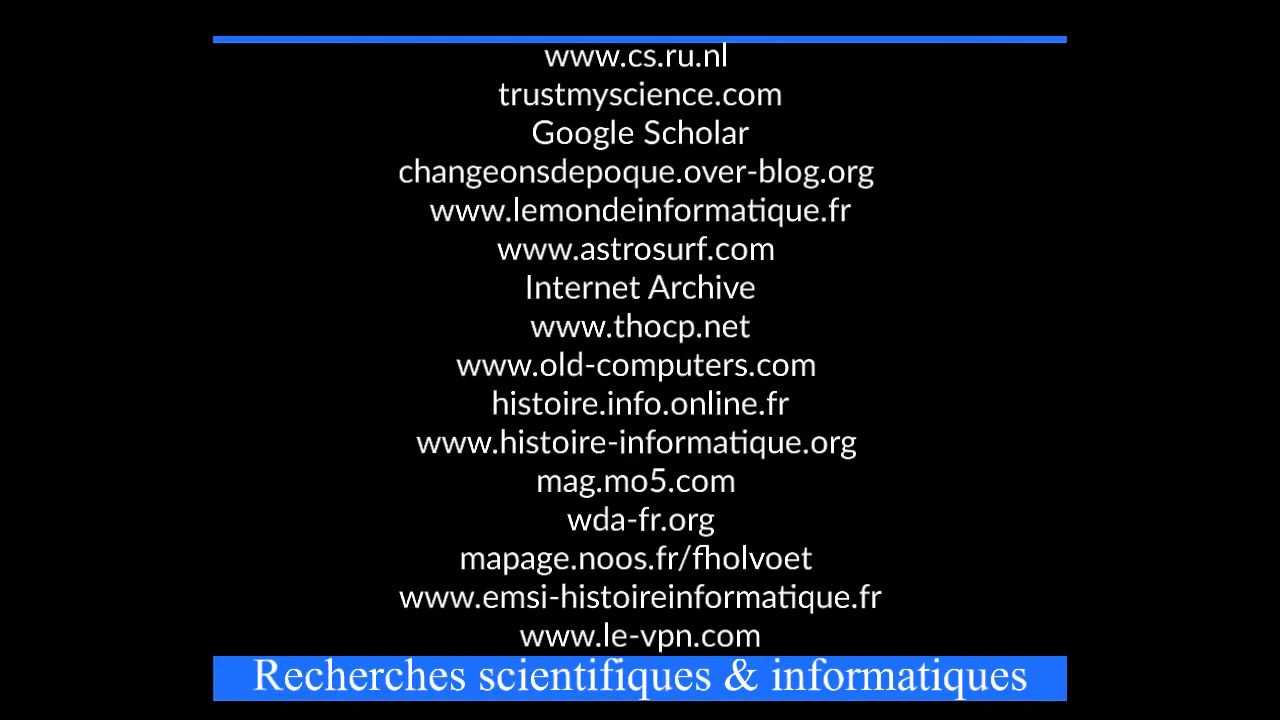 www.cs.ru.nl
trustmyscience.com
Google Scholar
changeonsdepoque.over-blog.org
www.lemondeinformatique.fr
www.astrosurf.com
Internet Archive
www.thocp.net
www.old-computers.com
histoire.info.online.fr
www.histoire-informatique.org
mag.mo5.com
wda-fr.org
mapage.noos.fr/fholvoet
www.emsi-histoireinformatique.fr
www.le-vpn.com
Recherches scientifiques & informatiques